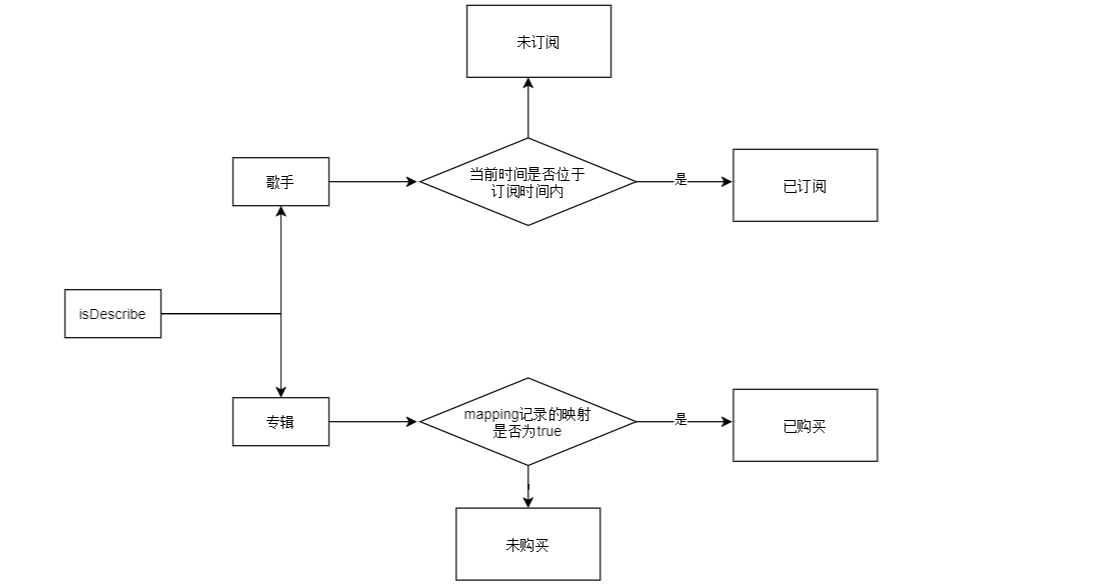 未订阅
歌手
当前时间是否位于
订阅时间内
是
已订阅
isDescribe
专辑
mapping记录的映射
是否为true
是
已购买
未购买